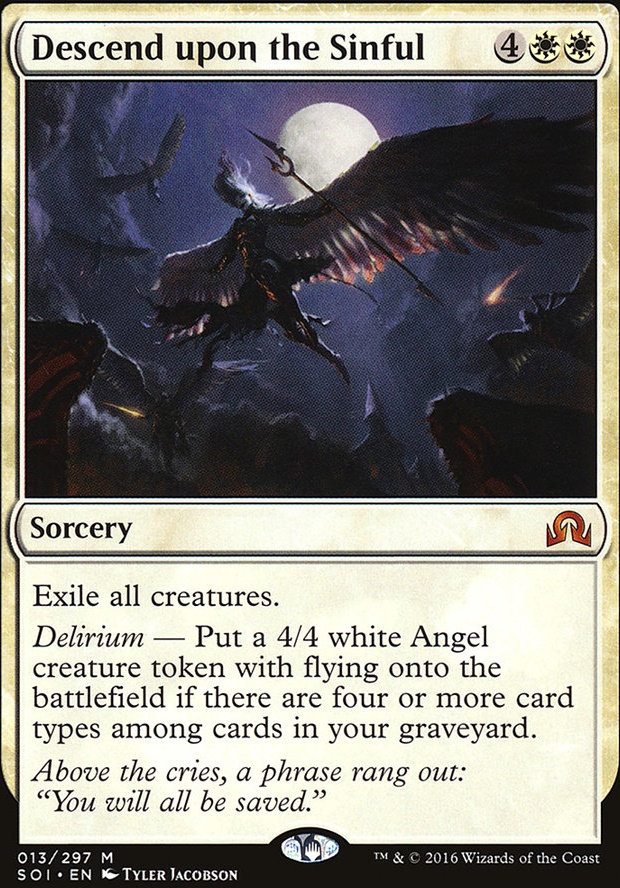 Descend upon the Sinful 4
Sorcery
Exile all creatures.
Delirium — Put a 4/4 white Angel
creature token with flying onto the
battlefield if there are four or more card
types among cards in your graveyard.
Above the cries, a phrase rang out:
“You will all be saved.”
013/297 M
SOI • EN Tyler Jacobson
™ & © 2016 Wizards of the Coast